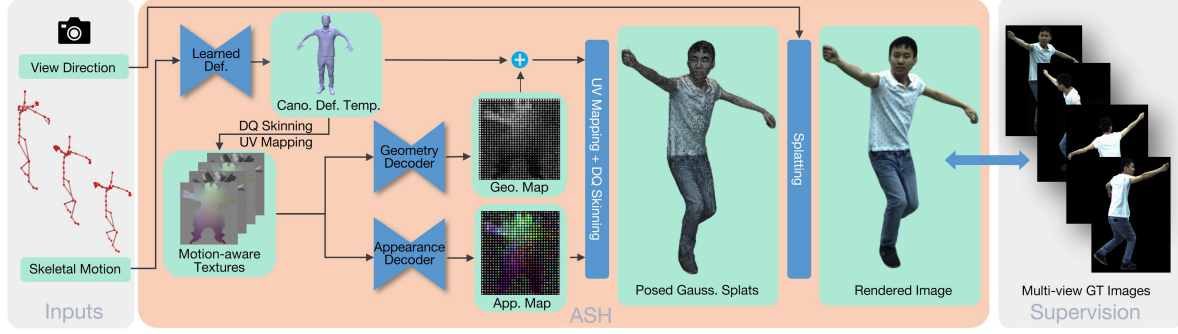 View Direction
Skeletal Motion
Inputs
Learned
Def.
Cano. Def. Temp.
DQ Skinning
UV Mapping
Motion-aware
Textures
Geometry
Decoder
Geo. Map
Appearance
Decoder
App. Map
UV Mapping + DQ Skinning
Posed Gauss. Splats
Splatting
Rendered Image
ASH
Multi-view GT Images
Supervision